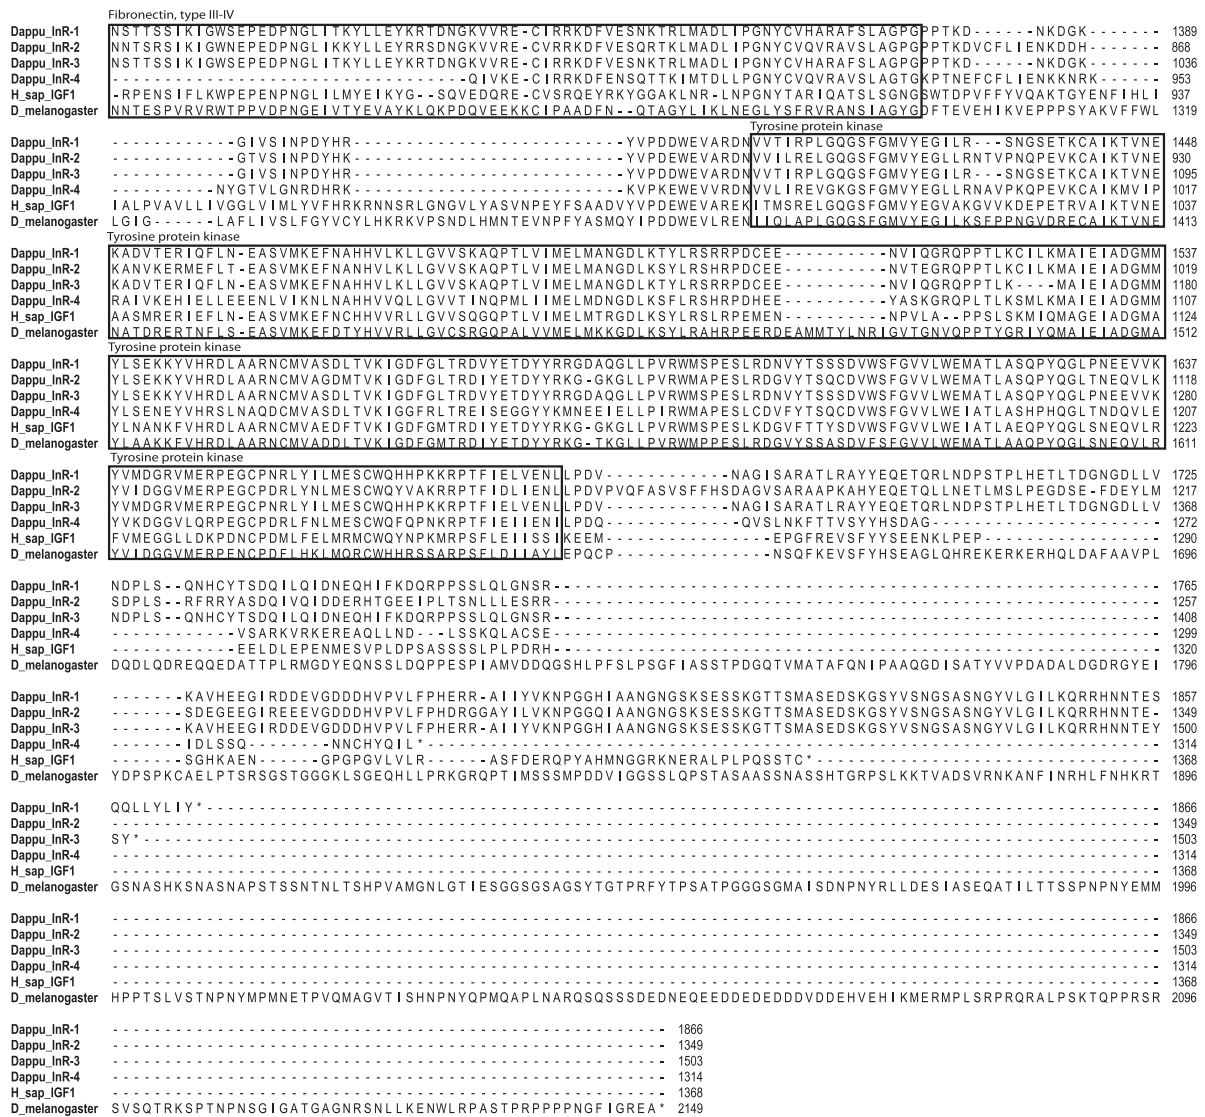 Fibronectin, type III-IV
Dappu_InR-1 NSTTSSIKIGWSEPEDPNGLITKYLLEYKRTDNGKVVRE-CIRRKDFVESNKTRLMADLIPGNYCVHARAFSLAGPGPPTKD-----NKDGK------- 1389
Dappu_InR-2 NNTSRSIKIGWNEPEDPNGLIKKYLLEYRRSDNGKVVRE-CIRRKDFVESQRTRLMADLIPGNYCVQVRAVSLAGPGPPTKDVCFLIENKDDH------- 868
Dappu_InR-3 NSTTSSIKIGWSEPEDPNGLITKYLLEYKRTDNGKVVRE-CIRRKDFVESNKTRLMADLIPGNYCVHARAFSLAGPGPPTKD-----NKDGK------- 1036
Dappu_InR-4 ----------------------------------QIVKE-CIRRKDFENSQTTKIMTDLLPGNYCVQVRAVSLAGTGKPTNEFCFLIENKKNRK------ 953
H_sap_IGF1 -RPENSIFLKWPEPENPNGLILMYEIKYG--SQVEDQRE-CVSRQEYRKYGGAKLNR-LNPGNYTARIQATSLSGNGSWTDPVFFYVQAKTGYENFIHLI 937
D_melanogaster NNTESPVRVRWTPPVDPNGEIVTYEVAYKLQKPDQVEEKKCIPAADFN--QTAGYLIKLNEGLYSFRVRANSIAGYGDFTEVEHIKVEPPPSYAKVFFWL 1319
Tyrosine protein kinase
Dappu_InR-1 ------------GIVSINPDYHR-------------------------YVPDDWEVARDNVVTIRPLGQGSFGMVYEGILR---SNGSETKCAIKTVNE 1448
Dappu_InR-2 ------------GTVSINPDYHK-------------------------YVPDDWEVARDNVVILRELGQGSFGMVYEGILRNTVPNQPEVKCAIKTVNE 930
Dappu_InR-3 ------------GIVSINPDYHR-------------------------YVPDDWEVARDNVVTIRPLGQGSFGMVYEGILR---SNGSETKCAIKTVNE 1095
Dappu_InR-4 ----------NYGTVLGNRDHRK-------------------------KVPKEWEVVRDNVVLIREVGKGSFGMVYEGLLRNAVPKQPEVKCAIKMVIP 1017
H_sap_IGF1 IALPVAVLLIVGGLVIMLYVFHRKRNNSRLGNGVLYASVNPEYFSAADVYVPDEWEVAREKITMSRELGQGSFGMVYEGVAKGVVKDEPETRVAIKTVNE 1037
D_melanogaster LGIG----LAFLIVSLFGYVCYLHKRKVPSNDLHMNTEVNPFYASMQYIPDDWEVLRENIIQLAPLGQGSFGMVYEGILKSFPPNGVDRECAIKTVNE 1413
Tyrosine protein kinase
Dappu_InR-1 KADVTERIQFLN-EASVMKEFNAHHVLKLLGVVSKAQPTLVIMELMANGDLKTYLRSRRPDCEE----------NVIQGRQPPTLKCILKMAIEIADGMM 1537
Dappu_InR-2 KANVKERMEFLT-EASVMKEFNAHHVLKLLGVVSKAQPTLVIMELMANGDLKSYLRSHRPDCEE----------NVTEGRQPPTLKCILKMAIEIADGMM 1019
Dappu_InR-3 KADVTERIQFLN-EASVMKEFNAHHVLKLLGVVSKAQPTLVIMELMANGDLKTYLRSRRPDCEE----------NVIQGRQPPTLK---MAIEIADGMM 1180
Dappu_InR-4 RAIVKEHIELLEEENLVIKNLNAHHVVQLLGVVTINQPMLIIMELMDNGDLKSFLRSHRPDHEE----------YASKGRQPLTLKSMLKMAIEIADGMM 1107
H_sap_IGF1 AASMRERIEFLN-EASVMKEFNCHHVVRLLGVVSQGQPTLVIMELMTRGDLKSYLRSLRPEMEN----------NPVLA--PPSLSKMIQMAGEIADGMA 1124
D_melanogaster NATDRERTNFLS-EASVMKEFDTYHVVRLLGVCSRGQPALVVMELMKKGDLKSYLRAHRPEERDEAMMTYLNRIGVTGNVQPPTYGRIYQMAIEIADGMA 1512
Tyrosine protein kinase
Dappu_InR-1 YLSEKKYVHRDLAARNCMVASDLTVKIGDFGLTRDVYETDYYRRGDAQGLLPVRWMSPESLRDNVYTSSSDVWSFGVVLWEMATLASQPYQGLPNEEVVK 1637
Dappu_InR-2 YLSEKKYVHRDLAARNCMVAGDMTVKIGDFGLTRDIYETDYYRKG-GKGLLPVRWMAPESLRDGVYTSQCDVWSFGVVLWEMATLASQPYQGLTNEQVLK 1118
Dappu_InR-3 YLSEKKYVHRDLAARNCMVASDLTVKIGDFGLTRDVYETDYYRRGDAQGLLPVRWMSPESLRDNVYTSSSDVWSFGVVLWEMATLASQPYQGLPNEEVVK 1280
Dappu_InR-4 YLSENEYVHRSLNAQDCMVASDLTVKIGGFRLTREISEGGYYKMNEEIELLPIRWMAPESLCDVFYTSQCDVWSFGVVLWEIATLASHPHQGLTNDQVLE 1207
H_sap_IGF1 YLNANKFVHRDLAARNCMVAEDFTVKIGDFGMTRDIYETDYYRKG-GKGLLPVRWMSPESLKDGVFTTYSDVWSFGVVLWEIATLAEQPYQGLSNEQVLR 1223
D_melanogaster YLAAKKFVHRDLAARNCMVADDLTVKIGDFGMTRDIYETDYYRKG-TKGLLPVRWMPPESLRDGVYSSASDVFSFGVVLWEMATLAAQPYQGLSNEQVLR 1611
Tyrosine protein kinase
Dappu_InR-1 YVMDGRVMERPEGCPNRLYILMESCWQHHPKKRPTFIELVENLLPDV-------------NAGISARATLRAYYEQETQRLNDPSTPLHETLTDGNGDLLV 1725
Dappu_InR-2 YVIDGGVMERPEGCPDRLYNLMESCWQYVAKRRPTFIDLIENLLPDVPVQFASVSFFHSDAGVSARAAPKAHYEQETQLLNETLMSLPEGDSE-FDEYLM 1217
Dappu_InR-3 YVMDGRVMERPEGCPNRLYILMESCWQHHPKKRPTFIELVENLLPDV-------------NAGISARATLRAYYEQETQRLNDPSTPLHETLTDGNGDLLV 1368
Dappu_InR-4 YVKDGGVLQRPEGCPDRLFNLMESCWQFQPNKRPTFIEIIENILPDQ-------------QVSLNKFTTVSYYHSDAG---------------------- 1272
H_sap_IGF1 FVMEGGLLDKPDNCPDMLFELMRMCWQYNPKMRPSFLEIISSIKEEM-------------EPGFREVSFYYSEENKLPEP-------------------- 1290
D_melanogaster YVIDGGVMERPENCPDFLHKLMQRCWHHRSSARPSFLDIIAYLEPQCP------------NSQFKEVSFYHSEAGLQHREKERKERHQLDAFAAVPL 1696
Dappu_InR-1 NDPLS--QNHCYTSDQILQIDNEQHIFKDQRPPSSLQLGNSR---------------------------------------------------------- 1765
Dappu_InR-2 SDPLS--RFRRYASDQIVQIDDERHTGEEIPLTSNLLLESRR---------------------------------------------------------- 1257
Dappu_InR-3 NDPLS--QNHCYTSDQILQIDNEQHIFKDQRPPSSLQLGNSR---------------------------------------------------------- 1408
Dappu_InR-4 ------------VSARKVRKEREAQLLND--LSSKQLACSE---------------------------------------------------------- 1299
H_sap_IGF1 ------------EELDLEPENMESVPLDPSASSSSLPLPDRH---------------------------------------------------------- 1320
D_melanogaster DQDLQDREQQEDATTPLRMGDYEQNSSLDQPPESPIAMVDDQGSHLPFSLPSGFIASSTPDGQTVMATAFQNIPAAQGDISATYVVPDADALDGDRGYEI 1796
Dappu_InR-1 -------KAVHEEGIRDDEVGDDDHVPVLFPHERR-AIIYVKNPGGHIAANGNGSKSESSKGTTSMASEDSKGSYVSNGSASNGYVLGILKQRRHNNTES 1857
Dappu_InR-2 -------SDEGEEGIREEEVGDDDHVPVLFPHDRGGAYILVKNPGGQIAANGNGSKSESSKGTTSMASEDSKGSYVSNGSASNGYVLGILKQRRHNNTE- 1349
Dappu_InR-3 -------KAVHEEGIRDDEVGDDDHVPVLFPHERR-AIIYVKNPGGHIAANGNGSKSESSKGTTSMASEDSKGSYVSNGSASNGYVLGILKQRRHNNTEY 1500
Dappu_InR-4 -------IDLSSQ-------NNCHYQIL*----------------------------------------------------------------------- 1314
H_sap_IGF1 -------SGHKAEN------GPGPGVLVLR------ASFDERQPYAHMNGGRKNERALPLPQSSTC*--------------------------------- 1368
D_melanogaster YDPSPKCAELPTSRSGSTGGGKLSGEQHLLPRKGRQPTIMSSSMPDDVIGGSSLQPSTASAASSNASSHTGRPSLKKTVADSVRNKANFINRHLFNHKRT 1896
Dappu_InR-1 QQLLYLIY*------------------------------------------------------------------------------------------- 1866
Dappu_InR-2 ---------------------------------------------------------------------------------------------------- 1349
Dappu_InR-3 SY*------------------------------------------------------------------------------------------------- 1503
Dappu_InR-4 ---------------------------------------------------------------------------------------------------- 1314
H_sap_IGF1 ---------------------------------------------------------------------------------------------------- 1368
D_melanogaster GSNASHKSNASNAPSTSSNTNLTSHPVAMGNLGTIESGGSGSAGSYTGTPRFYTPSATPGGGSGMAISDNPNYRLLDESIASEQATILTTSSPNPNYEMM 1996
Dappu_InR-1 ---------------------------------------------------------------------------------------------------- 1866
Dappu_InR-2 ---------------------------------------------------------------------------------------------------- 1349
Dappu_InR-3 ---------------------------------------------------------------------------------------------------- 1503
Dappu_InR-4 ---------------------------------------------------------------------------------------------------- 1314
H_sap_IGF1 ---------------------------------------------------------------------------------------------------- 1368
D_melanogaster HPPTSLVSTNPNYMPMNETPVQMAGVTISHNPNYQPMQAPLNARQSQSSSDEDNEQEEDDEDEDDDVDDEHVEHIKMERMPLSRPRQRALPSKTQPPRSR 2096
Dappu_InR-1 ----------------------------------------------------- 1866
Dappu_InR-2 ----------------------------------------------------- 1349
Dappu_InR-3 ----------------------------------------------------- 1503
Dappu_InR-4 ----------------------------------------------------- 1314
H_sap_IGF1 ----------------------------------------------------- 1368
D_melanogaster SVSQTRKSPTNPNSGIGATGAGNRSNLLKENWLRPASTPRPPPPNGFIGREA* 2149